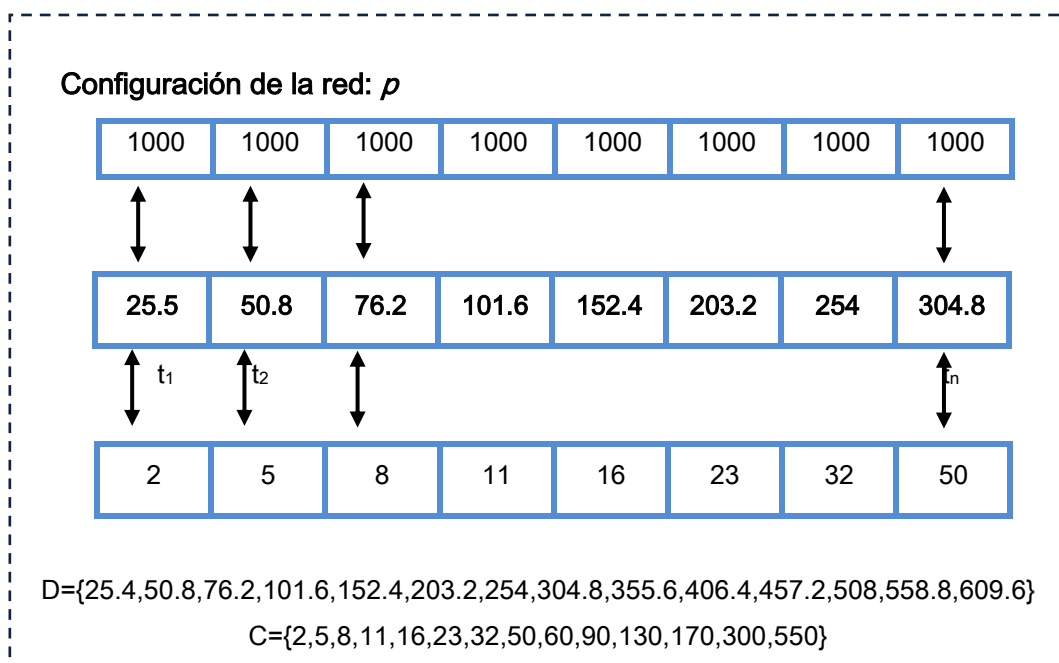 Configuración de la red: p
1000 1000 1000 1000 1000 1000 1000 1000
25.5 50.8 76.2 101.6 152.4 203.2 254 304.8
t₁ t₂ tₙ
2 5 8 11 16 23 32 50
D={25.4,50.8,76.2,101.6,152.4,203.2,254,304.8,355.6,406.4,457.2,508,558.8,609.6}
C={2,5,8,11,16,23,32,50,60,90,130,170,300,550}